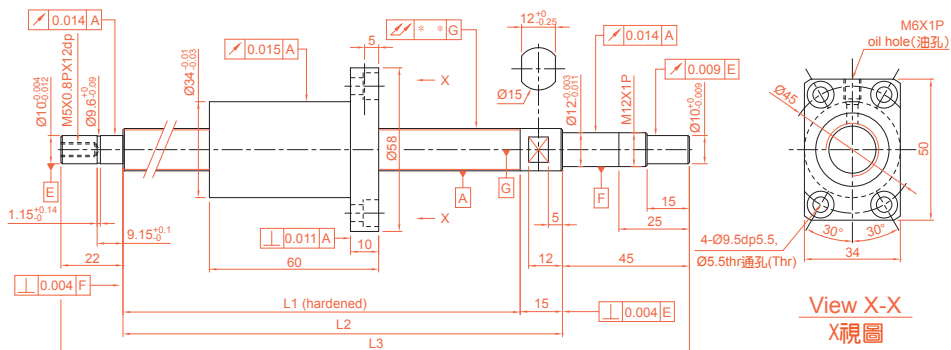 0.014 A
0.015 A
5
* * G
12 +0 -0.25
0.014 A
M6X1P
oil hole(油孔)
0.009 E
Ø10 -0.004 -0.012
M5X0.8PX12dp
Ø9.6 +0 -0.09
Ø34 -0.01 -0.03
X
Ø58
Ø15
Ø12 -0.003 -0.011
M12X1P
Ø10 +0 -0.009
Ø45
50
E
A
G
F
1.15 +0.14 -0
9.15 +0.1 -0
0.011 A
X
10
5
15
25
4-Ø9.5dp5.5,
Ø5.5thr通孔(Thr)
30° 30°
22
60
12
45
34
0.004 F
L1 (hardened)
15
0.004 E
L2
L3
View X-X
X視圖